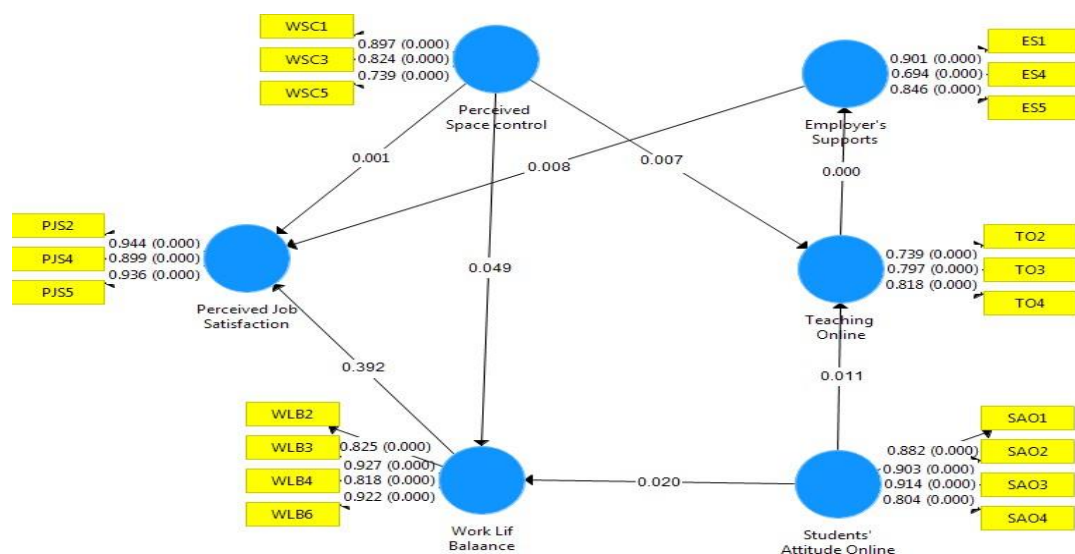 WSC1
WSC3
WSC5
0.897 (0.000)
0.824 (0.000)
0.739 (0.000)
Perceived
Space control
ES1
ES4
ES5
0.901 (0.000)
0.694 (0.000)
0.846 (0.000)
Employer's
Supports
0.001
0.008
0.007
0.000
0.049
PJS2
PJS4
PJS5
0.944 (0.000)
0.899 (0.000)
0.936 (0.000)
Perceived Job
Satisfaction
TO2
TO3
TO4
0.739 (0.000)
0.797 (0.000)
0.818 (0.000)
Teaching
Online
0.392
0.011
0.020
WLB2
WLB3
WLB4
WLB6
0.825 (0.000)
0.927 (0.000)
0.818 (0.000)
0.922 (0.000)
Work Lif
Balaance
SAO1
SAO2
SAO3
SAO4
0.882 (0.000)
0.903 (0.000)
0.914 (0.000)
0.804 (0.000)
Students'
Attitude Online